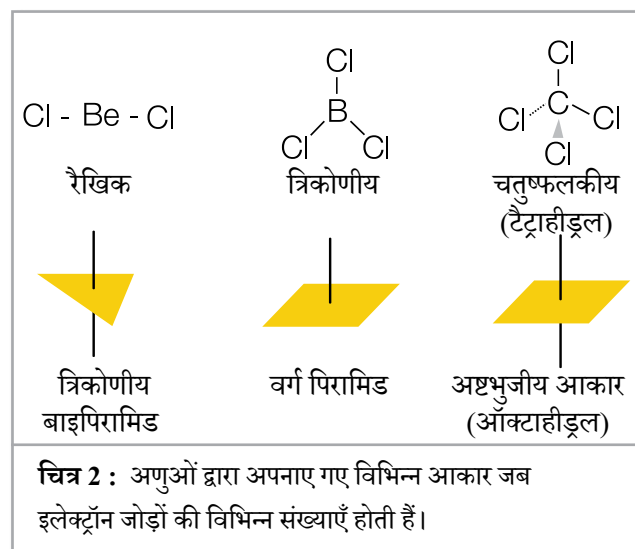 Cl
Cl
Cl - Be - Cl
B
C
Cl
Cl
Cl
Cl
Cl
Cl
रैखिक
त्रिकोणीय
चतुष्फलकीय
(टैट्राहीड्रल)
त्रिकोणीय
बाइपिरामिड
वर्ग पिरामिड
अष्टभुजीय आकार
(ऑक्टाहीड्रल)
चित्र 2 : अणुओं द्वारा अपनाए गए विभिन्न आकार जब
इलेक्ट्रॉन जोड़ों की विभिन्न संख्याएँ होती हैं।